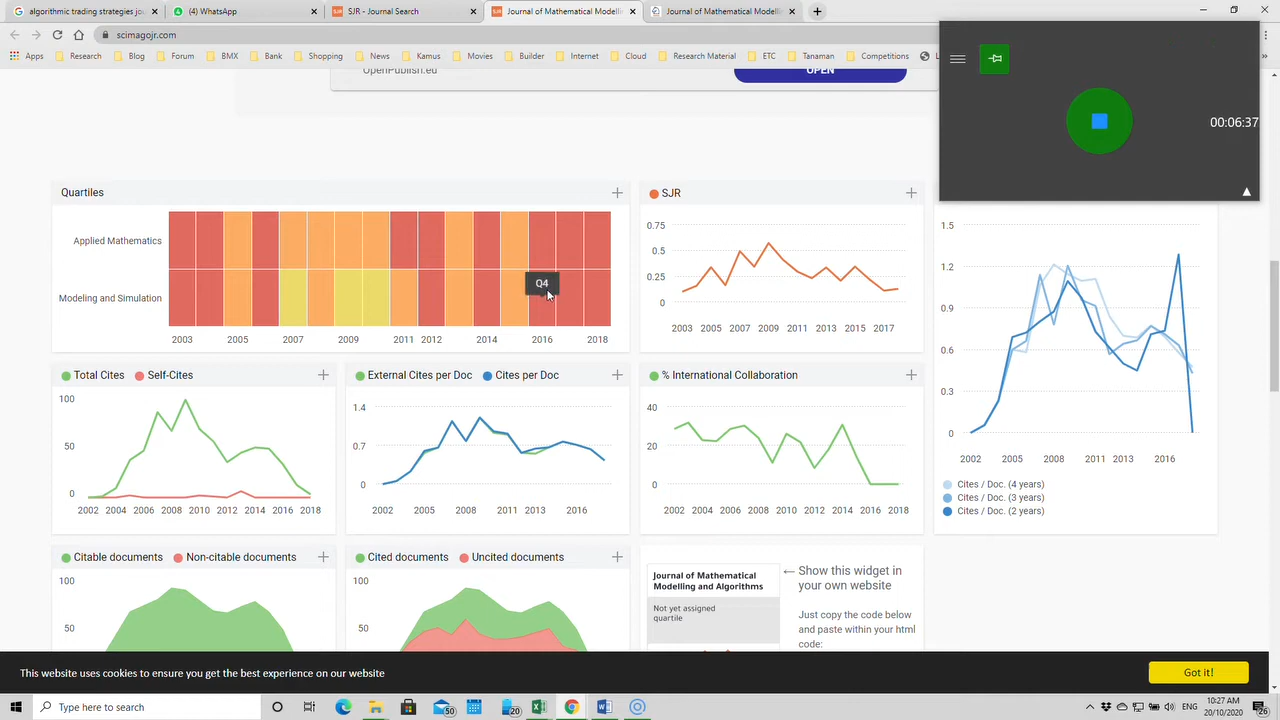 algorithmic trading strategies jou
(4) WhatsApp
SJR - Journal Search
Journal of Mathematical Modellin
Journal of Mathematical Modellin
scimagojr.com
Apps
Research
Blog
Forum
BMX
Bank
Shopping
News
Kamus
Movies
Builder
Internet
Cloud
Research Material
ETC
Tanaman
Competitions
00:06:37
OpenPublish.eu
OPEN
Quartiles
Applied Mathematics
Modeling and Simulation
Q4
2003 2005 2007 2009 2011 2012 2014 2016 2018
SJR
0.75
0.5
0.25
0
2003 2005 2007 2009 2011 2013 2015 2017
1.5
1.2
0.9
0.6
0.3
0
2002 2005 2008 2011 2013 2016
Cites / Doc. (4 years)
Cites / Doc. (3 years)
Cites / Doc. (2 years)
Total Cites Self-Cites
100
50
0
2002 2004 2006 2008 2010 2012 2014 2016 2018
External Cites per Doc Cites per Doc
1.4
0.7
0
2002 2005 2008 2011 2013 2016
% International Collaboration
40
20
0
2002 2004 2006 2008 2010 2012 2014 2016 2018
Citable documents Non-citable documents
100
50
Cited documents Uncited documents
100
50
Journal of Mathematical
Modelling and Algorithms
Not yet assigned
quartile
← Show this widget in
your own website
Just copy the code below
and paste within your html
code:
This website uses cookies to ensure you get the best experience on our website
Got it!
Type here to search
50
20
ENG
10:27 AM
20/10/2020
26